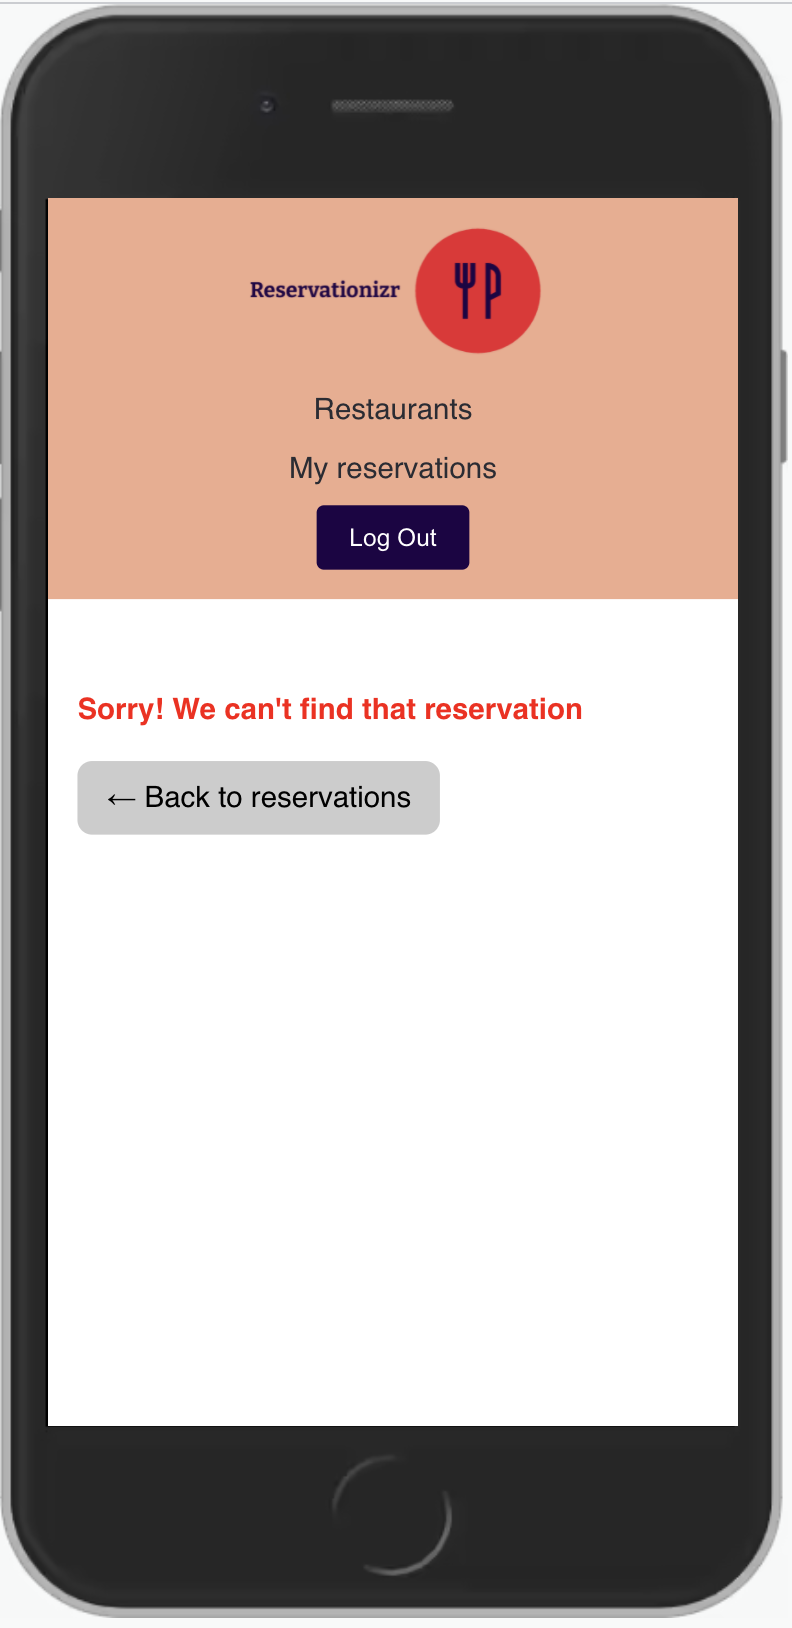 Reservationizr
Restaurants
My reservations
Log Out
Sorry! We can't find that reservation
← Back to reservations